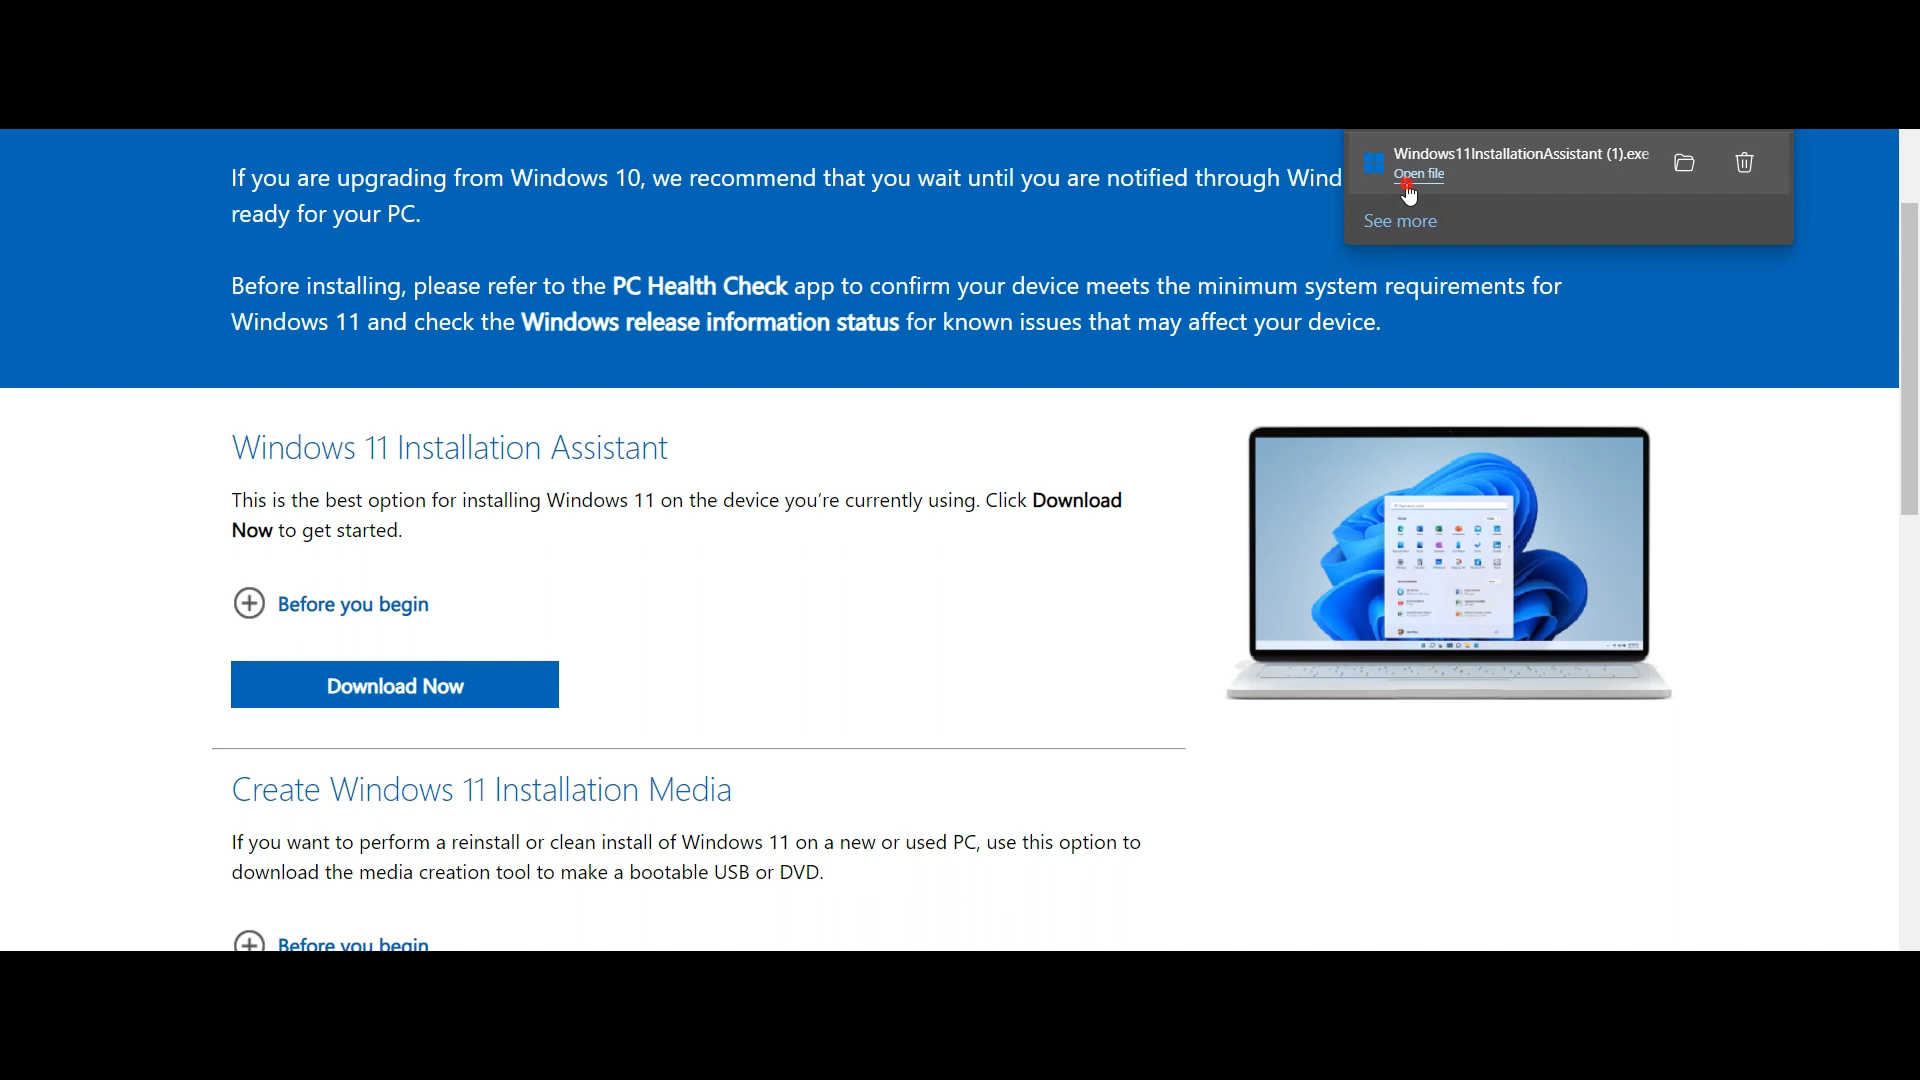 If you are upgrading from Windows 10, we recommend that you wait until you are notified through Wind
ready for your PC.
Windows11InstallationAssistant (1).exe
Open file
See more
Before installing, please refer to the PC Health Check app to confirm your device meets the minimum system requirements for
Windows 11 and check the Windows release information status for known issues that may affect your device.
Windows 11 Installation Assistant
This is the best option for installing Windows 11 on the device you're currently using. Click Download
Now to get started.
Before you begin
Download Now
Create Windows 11 Installation Media
If you want to perform a reinstall or clean install of Windows 11 on a new or used PC, use this option to
download the media creation tool to make a bootable USB or DVD.
Before you begin